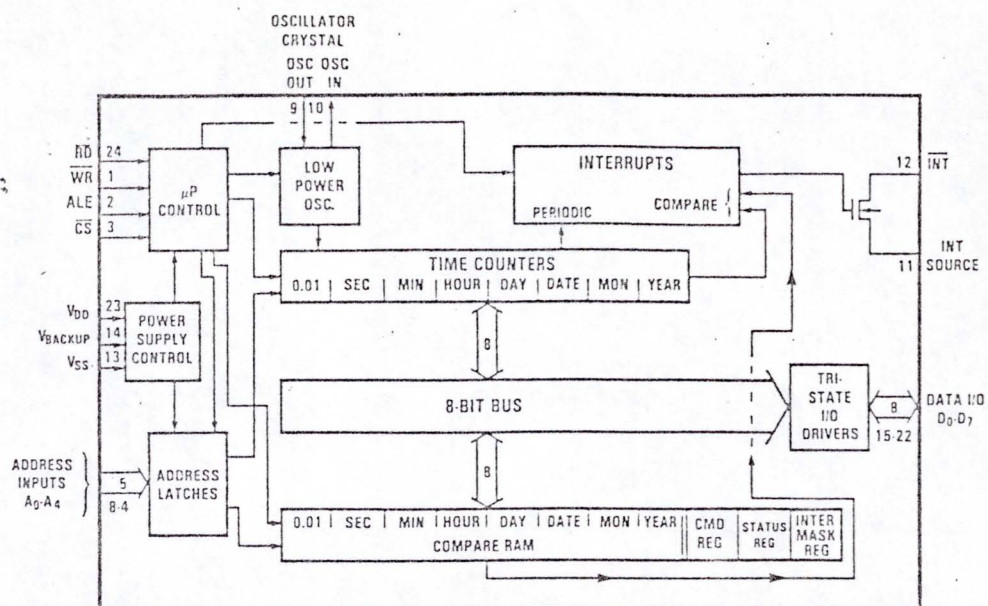 OSCILLATOR
CRYSTAL
OSC OSC
OUT IN
9 10
RD 24
WR 1
ALE 2
CS 3
μP
CONTROL
LOW
POWER
OSC.
INTERRUPTS
COMPARE {
PERIODIC
12 INT
11 INT
SOURCE
TIME COUNTERS
0.01 SEC MIN HOUR DAY DATE MON YEAR
VDD 23
VBACKUP 14
VSS 13
POWER
SUPPLY
CONTROL
8
8-BIT BUS
TRI-
STATE
I/O
DRIVERS
8
15-22
DATA I/O
D0-D7
ADDRESS
INPUTS
A0-A4
5
8-4
ADDRESS
LATCHES
8
0.01 SEC MIN HOUR DAY DATE MON YEAR
COMPARE RAM
CMD
REG
STATUS
REG
INTER
MASK
REG